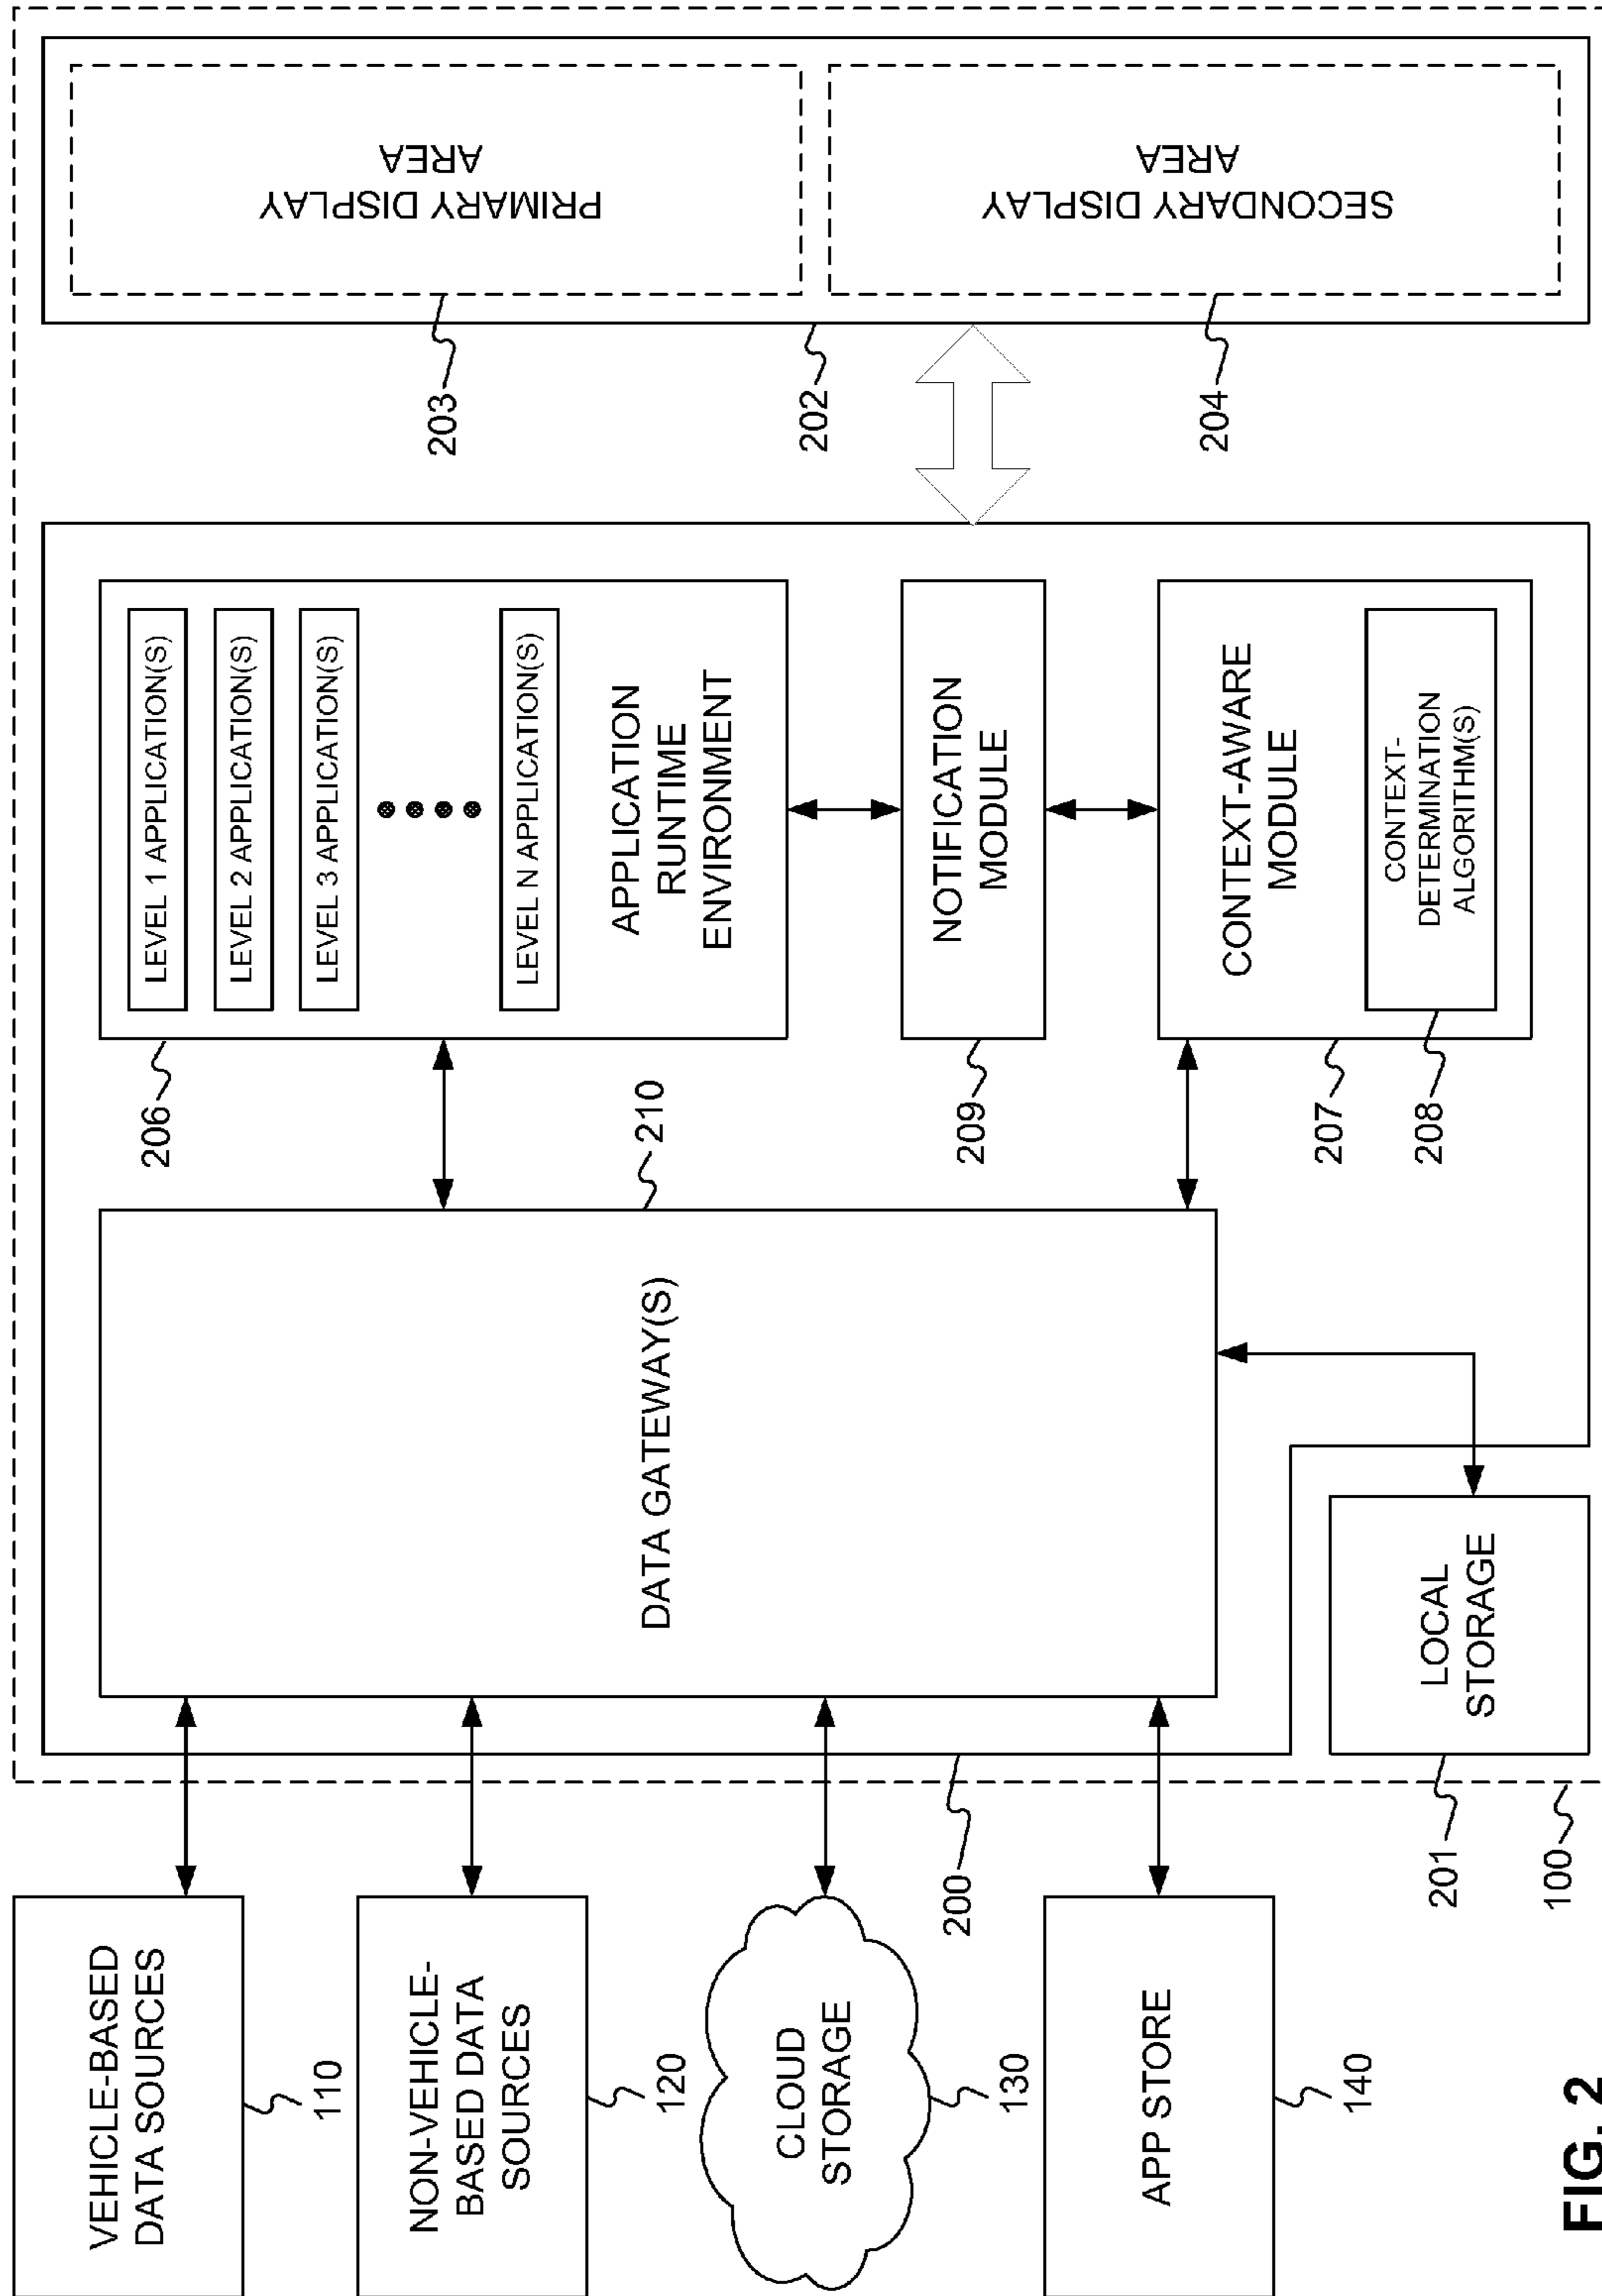 VEHICLE-BASED
DATA SOURCES
110
NON-VEHICLE-
BASED DATA
SOURCES
120
CLOUD
STORAGE
130
APP STORE
140
200
DATA GATEWAY(S)
210
LOCAL
STORAGE
201
100
206
LEVEL 1 APPLICATION(S)
LEVEL 2 APPLICATION(S)
LEVEL 3 APPLICATION(S)
LEVEL N APPLICATION(S)
APPLICATION
RUNTIME
ENVIRONMENT
NOTIFICATION
MODULE
209
CONTEXT-AWARE
MODULE
207
CONTEXT-
DETERMINATION
ALGORITHM(S)
208
203
PRIMARY DISPLAY
AREA
202
SECONDARY DISPLAY
AREA
204
FIG. 2